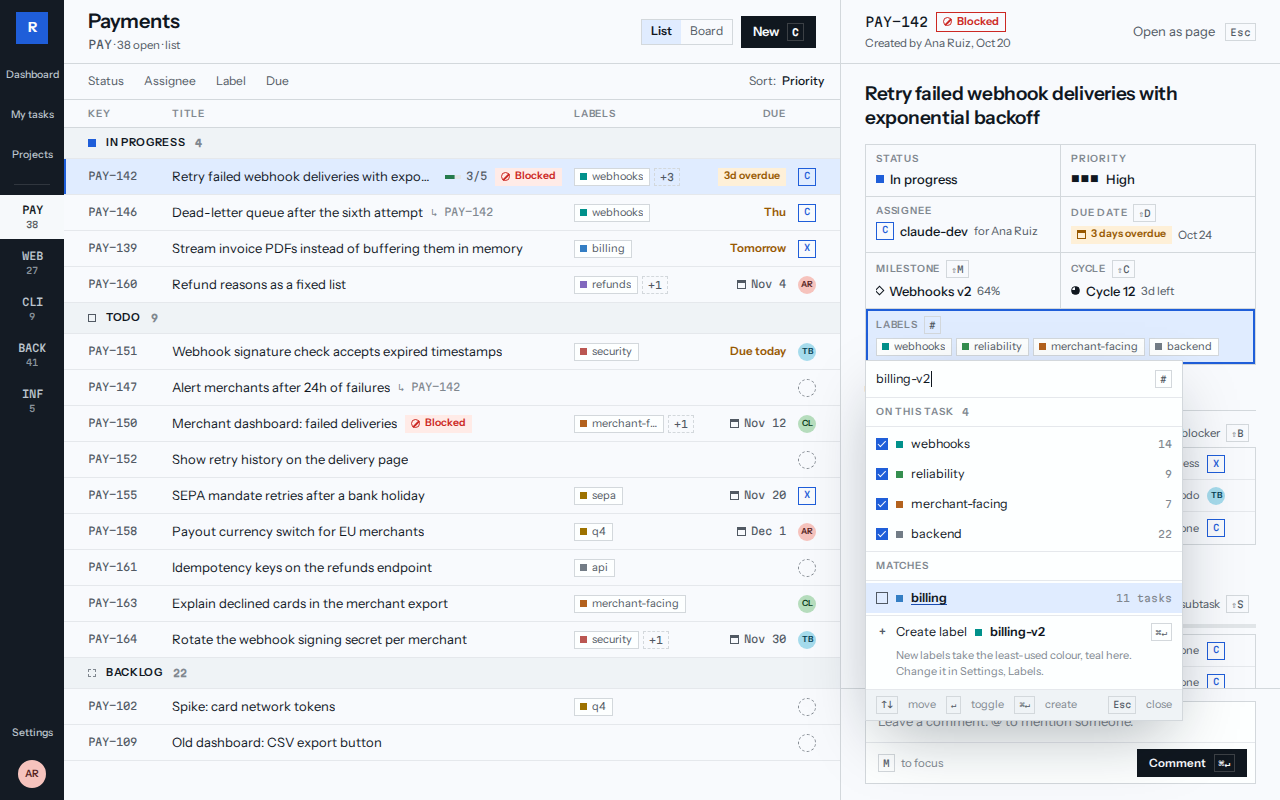 R
Dashboard
My tasks
Projects
PAY
38
WEB
27
CLI
9
BACK
41
INF
5
Settings
AR
Payments
PAY·38 open·list
List Board New C
Status Assignee Label Due Sort: Priority
KEY TITLE LABELS DUE
IN PROGRESS 4
PAY-142 Retry failed webhook deliveries with expo… 3/5 Blocked webhooks +3 3d overdue C
PAY-146 Dead-letter queue after the sixth attempt ↳ PAY-142 webhooks Thu C
PAY-139 Stream invoice PDFs instead of buffering them in memory billing Tomorrow X
PAY-160 Refund reasons as a fixed list refunds +1 Nov 4 AR
TODO 9
PAY-151 Webhook signature check accepts expired timestamps security Due today TB
PAY-147 Alert merchants after 24h of failures ↳ PAY-142
PAY-150 Merchant dashboard: failed deliveries Blocked merchant-f… +1 Nov 12 CL
PAY-152 Show retry history on the delivery page
PAY-155 SEPA mandate retries after a bank holiday sepa Nov 20 X
PAY-158 Payout currency switch for EU merchants q4 Dec 1 AR
PAY-161 Idempotency keys on the refunds endpoint api
PAY-163 Explain declined cards in the merchant export merchant-facing CL
PAY-164 Rotate the webhook signing secret per merchant security +1 Nov 30 TB
BACKLOG 22
PAY-102 Spike: card network tokens q4
PAY-109 Old dashboard: CSV export button
PAY-142 Blocked
Created by Ana Ruiz, Oct 20
Open as page Esc
Retry failed webhook deliveries with
exponential backoff
STATUS
In progress
PRIORITY
High
ASSIGNEE
C claude-dev for Ana Ruiz
DUE DATE ⇧D
3 days overdue Oct 24
MILESTONE ⇧M
Webhooks v2 64%
CYCLE ⇧C
Cycle 12 3d left
LABELS #
webhooks reliability merchant-facing backend
billing-v2 #
ON THIS TASK 4
webhooks 14
reliability 9
merchant-facing 7
backend 22
MATCHES
billing 11 tasks
+ Create label billing-v2 ⌘↵
New labels take the least-used colour, teal here.
Change it in Settings, Labels.
↑↓ move ↵ toggle ⌘↵ create Esc close
blocker ⇧B
ess X
odo TB
one C
subtask ⇧S
one C
one C
Leave a comment. @ to mention someone.
M to focus
Comment ⌘↵